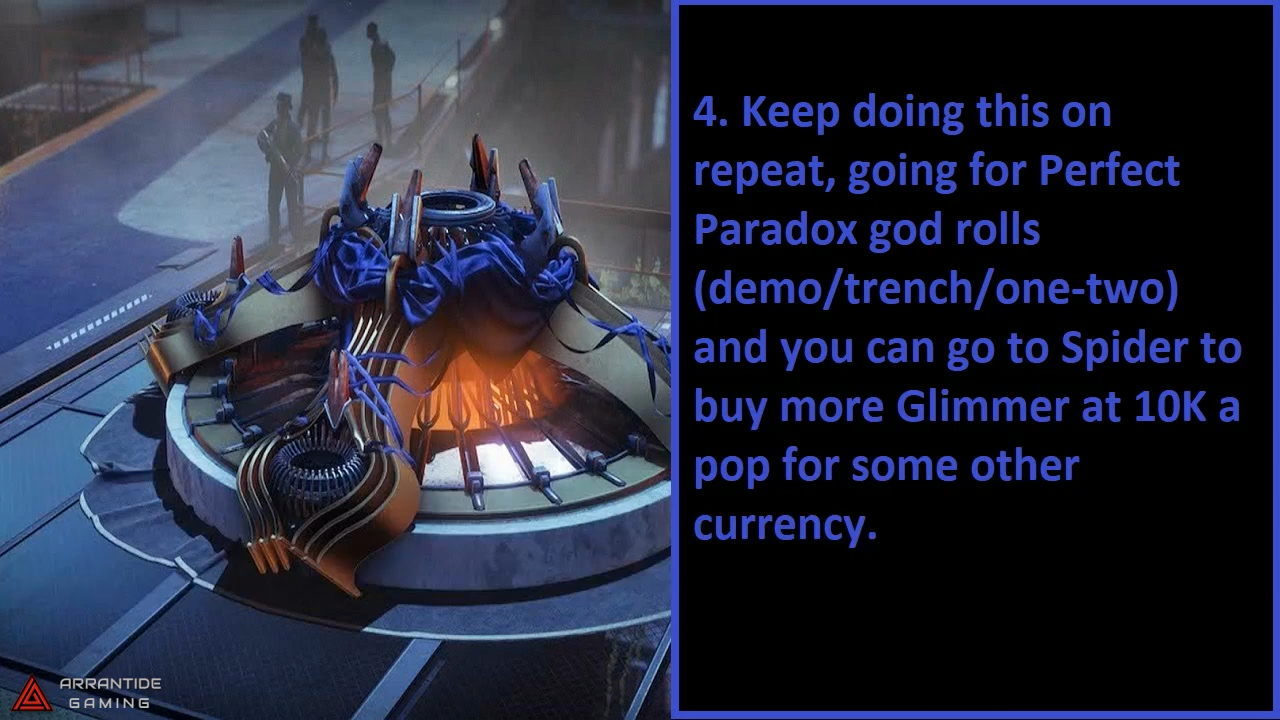 4. Keep doing this on
repeat, going for Perfect
Paradox god rolls
(demo/trench/one-two)
and you can go to Spider to
buy more Glimmer at 10K a
pop for some other
currency.
ARRANTIDE
GAMING